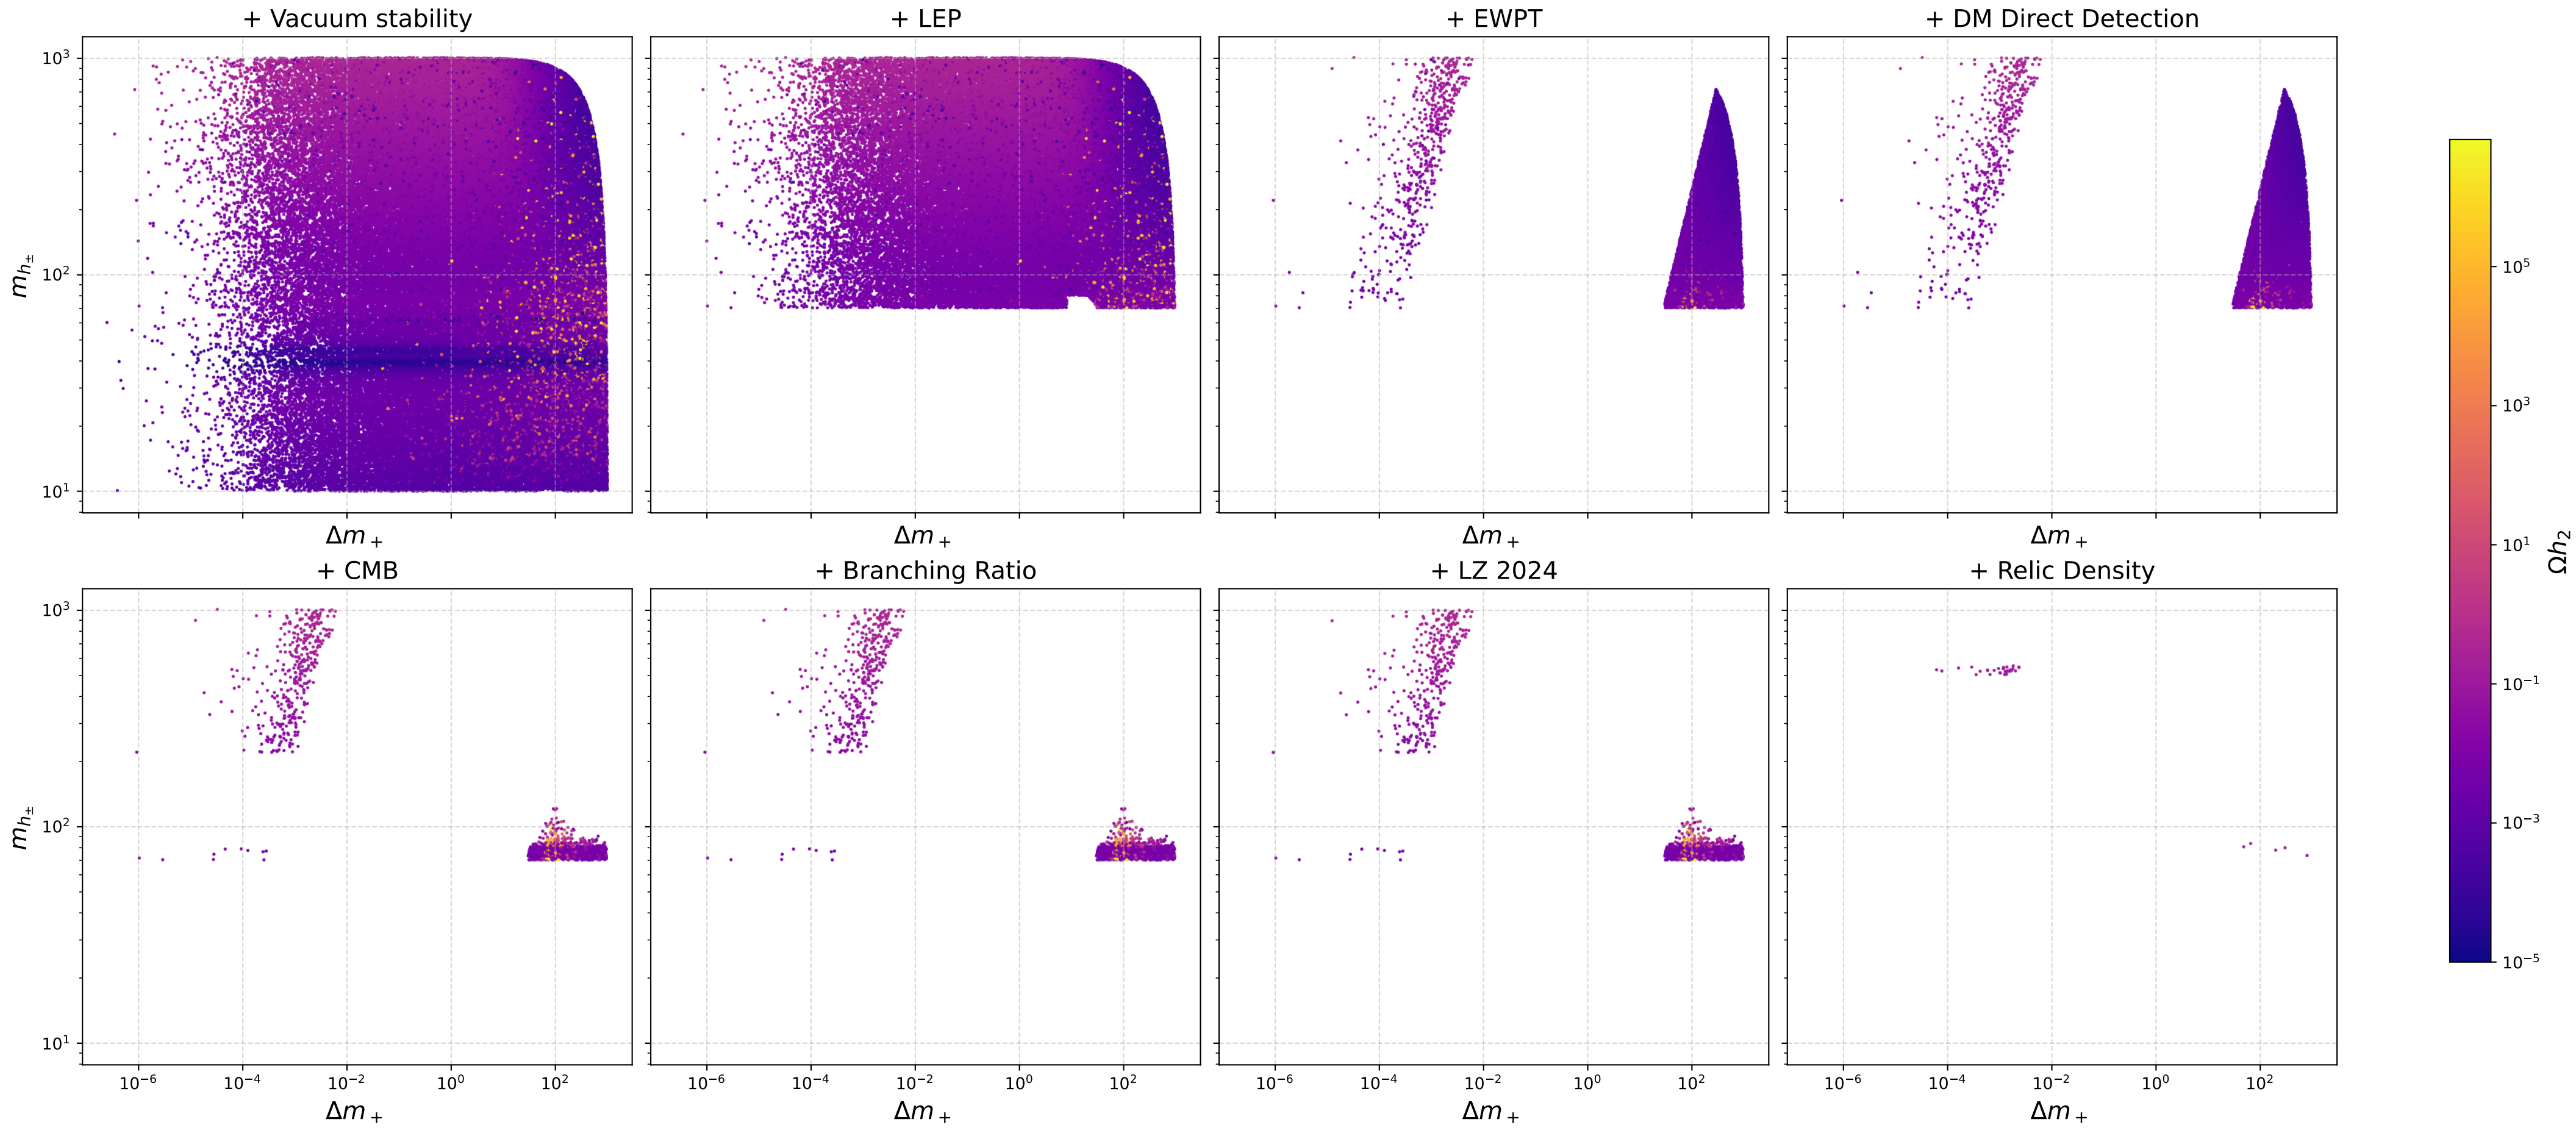 + Vacuum stability
+ LEP
+ EWPT
+ DM Direct Detection
10³
10²
10¹
m_{h_±}
Δm₊
Δm₊
Δm₊
Δm₊
+ CMB
+ Branching Ratio
+ LZ 2024
+ Relic Density
10³
10²
10¹
m_{h_±}
10⁻⁶ 10⁻⁴ 10⁻² 10⁰ 10²
10⁻⁶ 10⁻⁴ 10⁻² 10⁰ 10²
10⁻⁶ 10⁻⁴ 10⁻² 10⁰ 10²
10⁻⁶ 10⁻⁴ 10⁻² 10⁰ 10²
Δm₊
Δm₊
Δm₊
Δm₊
10⁵
10³
10¹
10⁻¹
10⁻³
10⁻⁵
Ωh₂